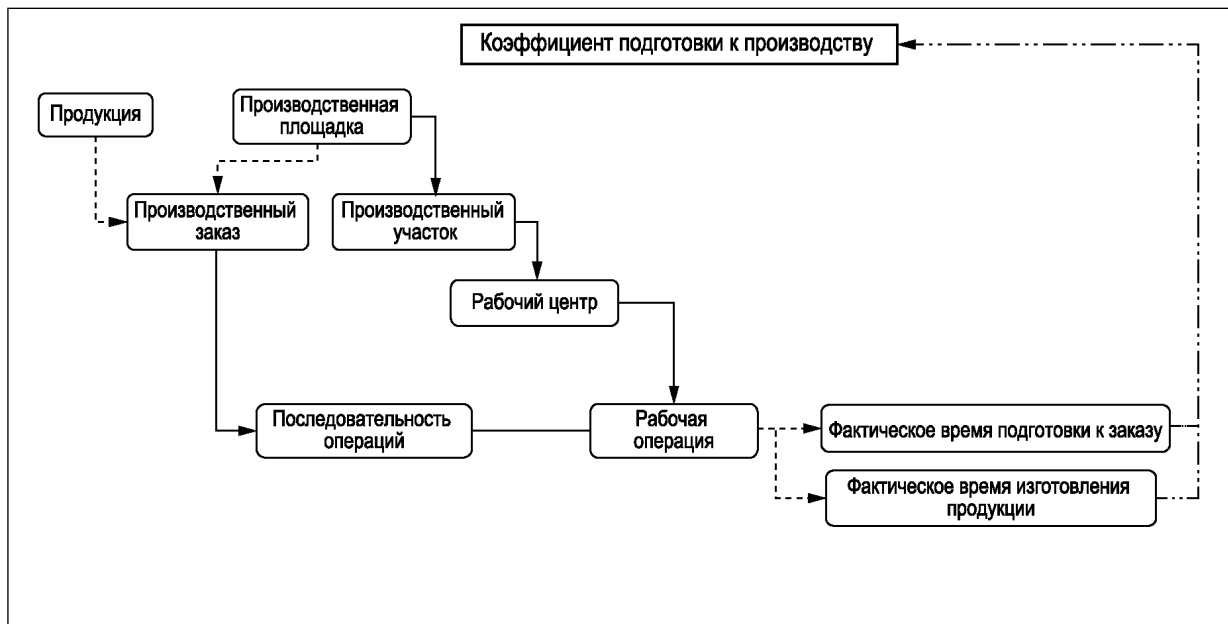 Коэффициент подготовки к производству
Продукция
Производственная
площадка
Производственный
заказ
Производственный
участок
Рабочий центр
Последовательность
операций
Рабочая
операция
Фактическое время подготовки к заказу
Фактическое время изготовления
продукции